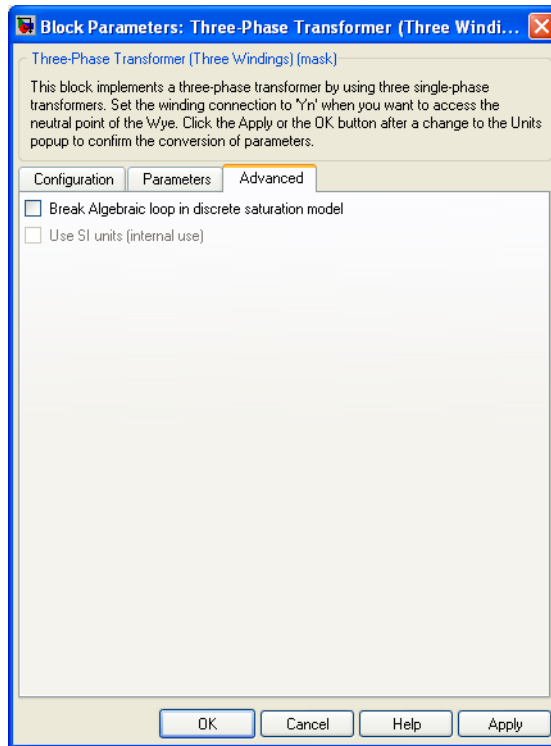 Block Parameters: Three-Phase Transformer (Three Windi...
Three-Phase Transformer (Three Windings) (mask)
This block implements a three-phase transformer by using three single-phase
transformers. Set the winding connection to 'Yn' when you want to access the
neutral point of the Wye. Click the Apply or the OK button after a change to the Units
popup to confirm the conversion of parameters.
Configuration Parameters Advanced
Break Algebraic loop in discrete saturation model
Use SI units (internal use)
OK Cancel Help Apply